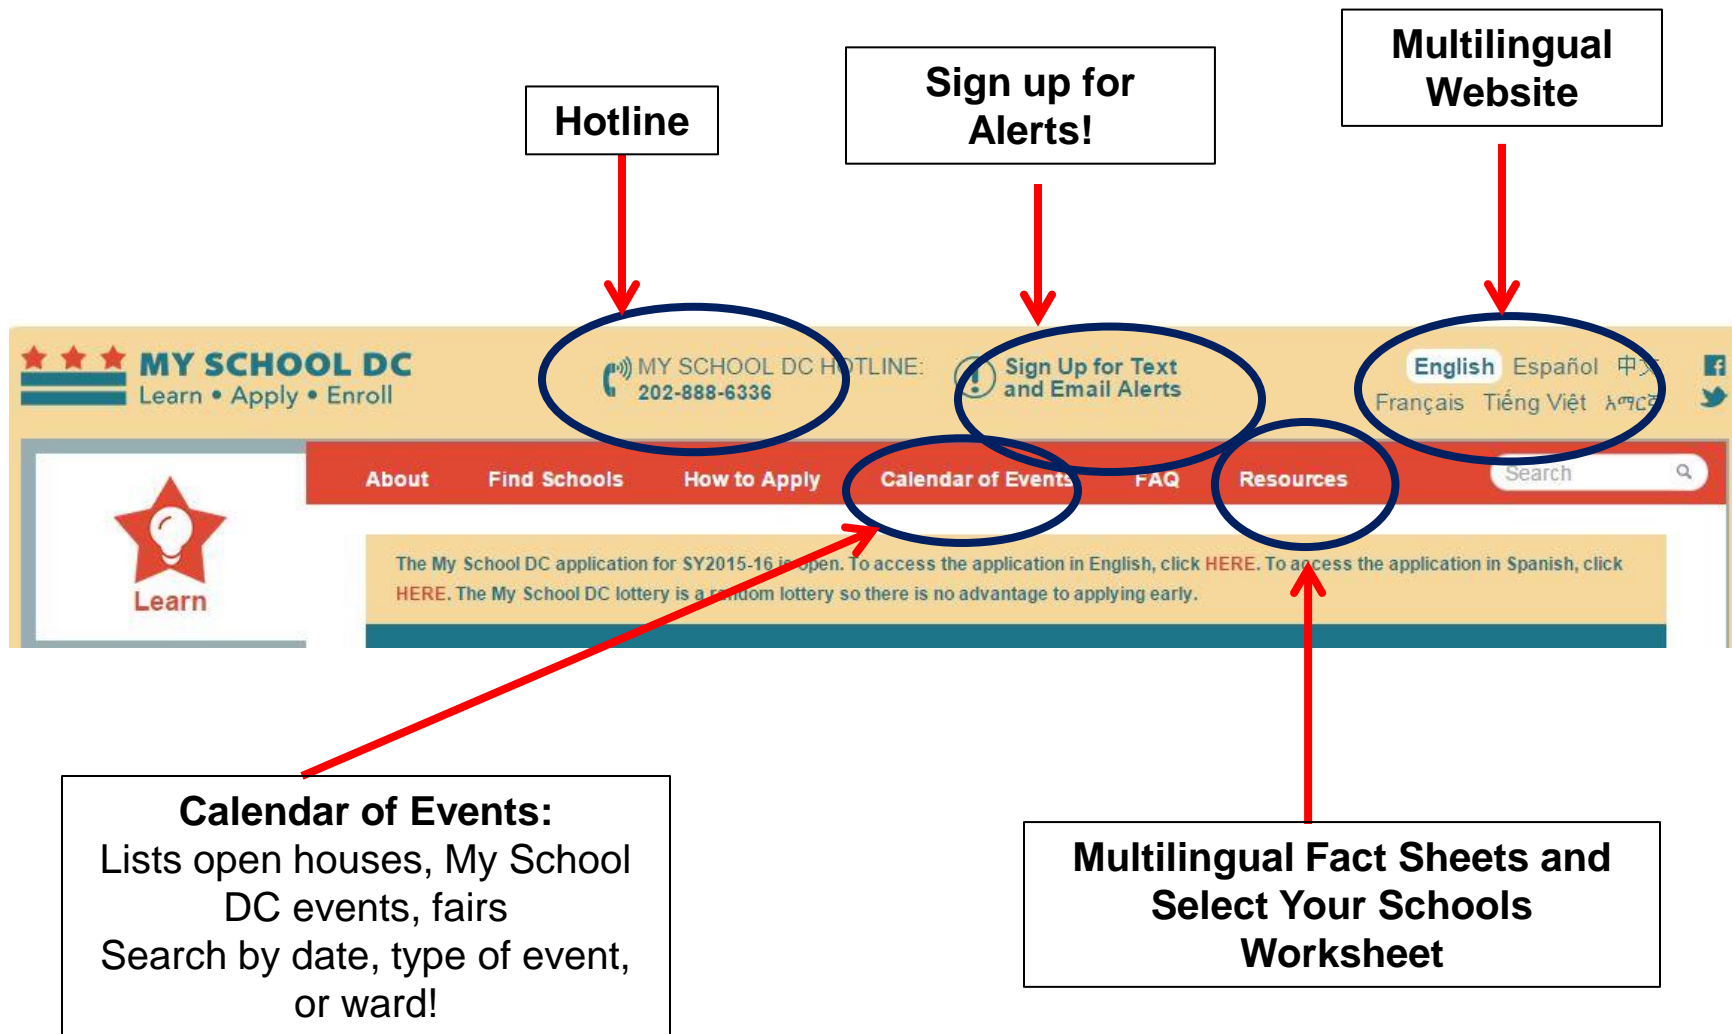 Hotline
Sign up for
Alerts!
Multilingual
Website
MY SCHOOL DC
Learn • Apply • Enroll
MY SCHOOL DC HOTLINE:
202-888-6336
Sign Up for Text
and Email Alerts
English Español 中文
Français Tiếng Việt አማርኛ
Learn
About Find Schools How to Apply Calendar of Events FAQ Resources Search
The My School DC application for SY2015-16 is open. To access the application in English, click HERE. To access the application in Spanish, click
HERE. The My School DC lottery is a random lottery so there is no advantage to applying early.
Calendar of Events:
Lists open houses, My School
DC events, fairs
Search by date, type of event,
or ward!
Multilingual Fact Sheets and
Select Your Schools
Worksheet